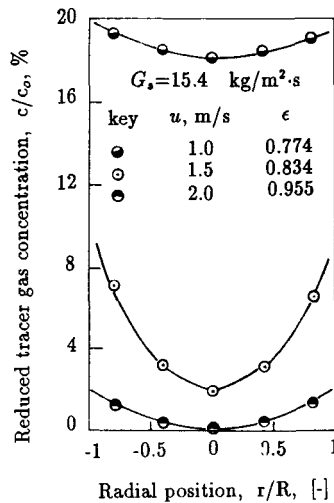 Reduced tracer gas concentration, c/c₀, %
20
16
12
8
4
0
Gₛ=15.4 kg/m²·s
key u, m/s ϵ
1.0 0.774
1.5 0.834
2.0 0.955
-1 -0.5 0 0.5 1
Radial position, r/R, [-]